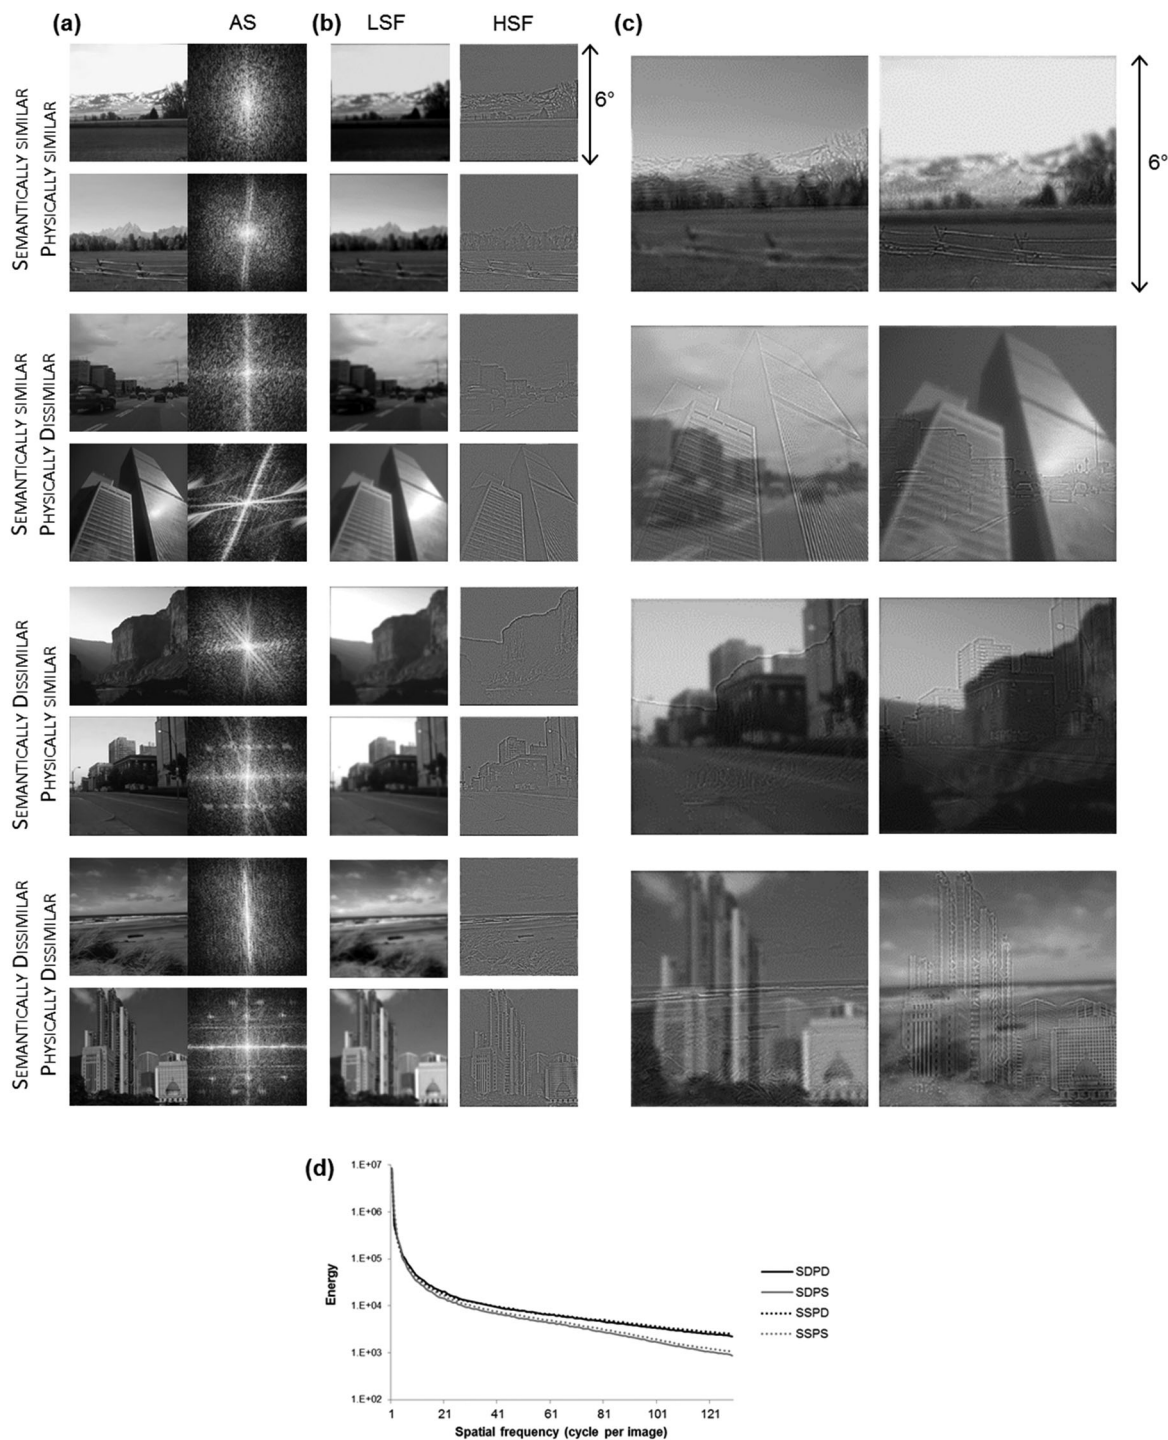 (a)
AS
(b)
LSF
HSF
(c)
6°
6°
SEMANTICALLY SIMILAR
PHYSICALLY SIMILAR
SEMANTICALLY SIMILAR
PHYSICALLY DISSIMILAR
SEMANTICALLY DISSIMILAR
PHYSICALLY SIMILAR
SEMANTICALLY DISSIMILAR
PHYSICALLY DISSIMILAR
(d)
1.E+07
1.E+06
1.E+05
1.E+04
1.E+03
1.E+02
Energy
1 21 41 61 81 101 121
Spatial frequency (cycle per image)
SDPD
SDPS
SSPD
SSPS